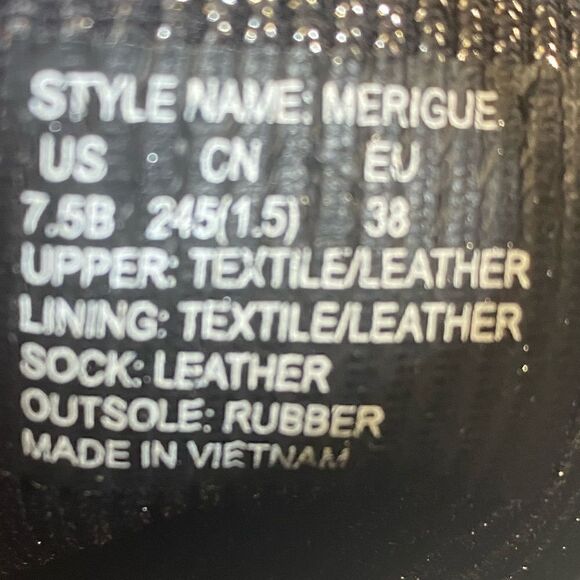 STYLE NAME: MERIGUE
US CN EU
7.5B 245(1.5) 38
UPPER: TEXTILE/LEATHER
LINING: TEXTILE/LEATHER
SOCK: LEATHER
OUTSOLE: RUBBER
MADE IN VIETNAM